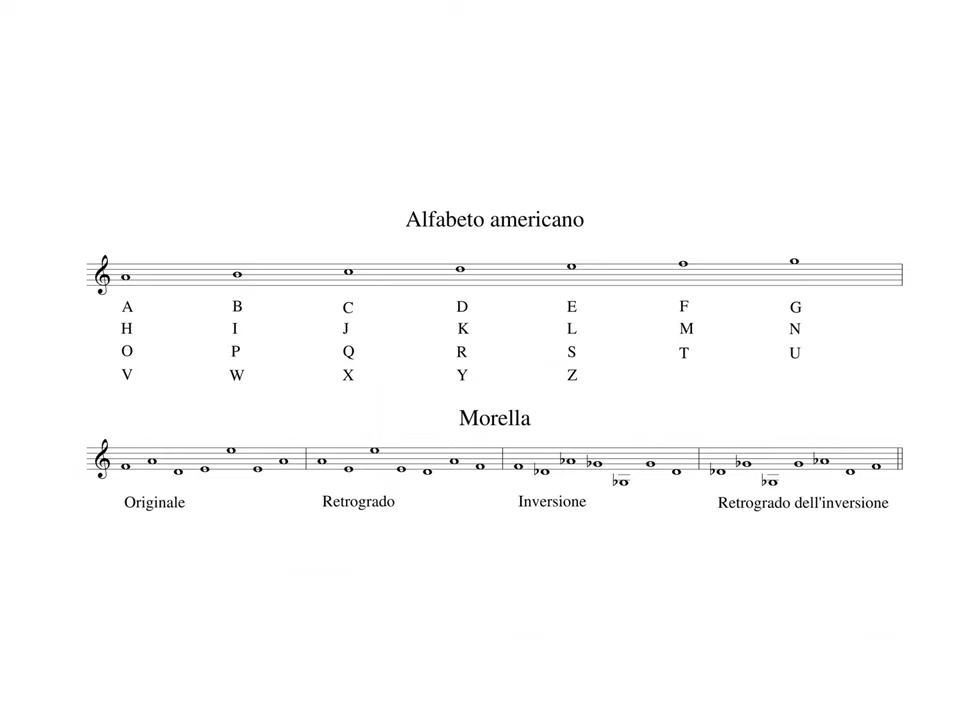 Alfabeto americano
A B C D E F G
H I J K L M N
O P Q R S T U
V W X Y Z
Morella
Originale Retrogrado Inversione Retrogrado dell'inversione